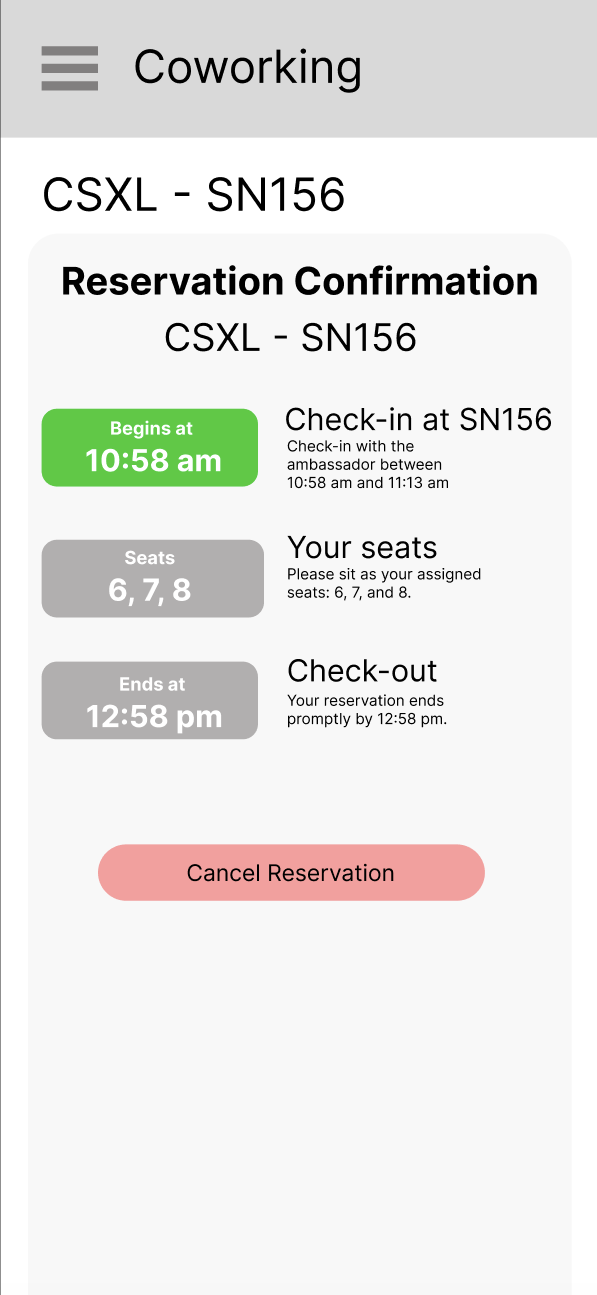 Coworking
CSXL - SN156
Reservation Confirmation
CSXL - SN156
Begins at
10:58 am
Check-in at SN156
Check-in with the
ambassador between
10:58 am and 11:13 am
Seats
6, 7, 8
Your seats
Please sit as your assigned
seats: 6, 7, and 8.
Ends at
12:58 pm
Check-out
Your reservation ends
promptly by 12:58 pm.
Cancel Reservation